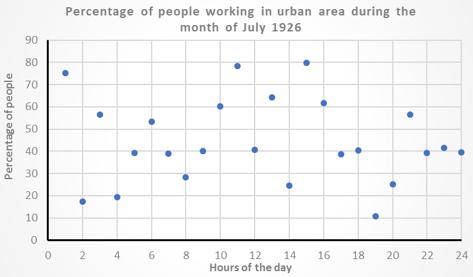 Percentage of people working in urban area during the
month of July 1926
Percentage of people
90
80
70
60
50
40
30
20
10
0
0 2 4 6 8 10 12 14 16 18 20 22 24
Hours of the day